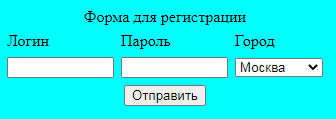 Форма для регистрации
Логин Пароль Город
Москва
Отправить